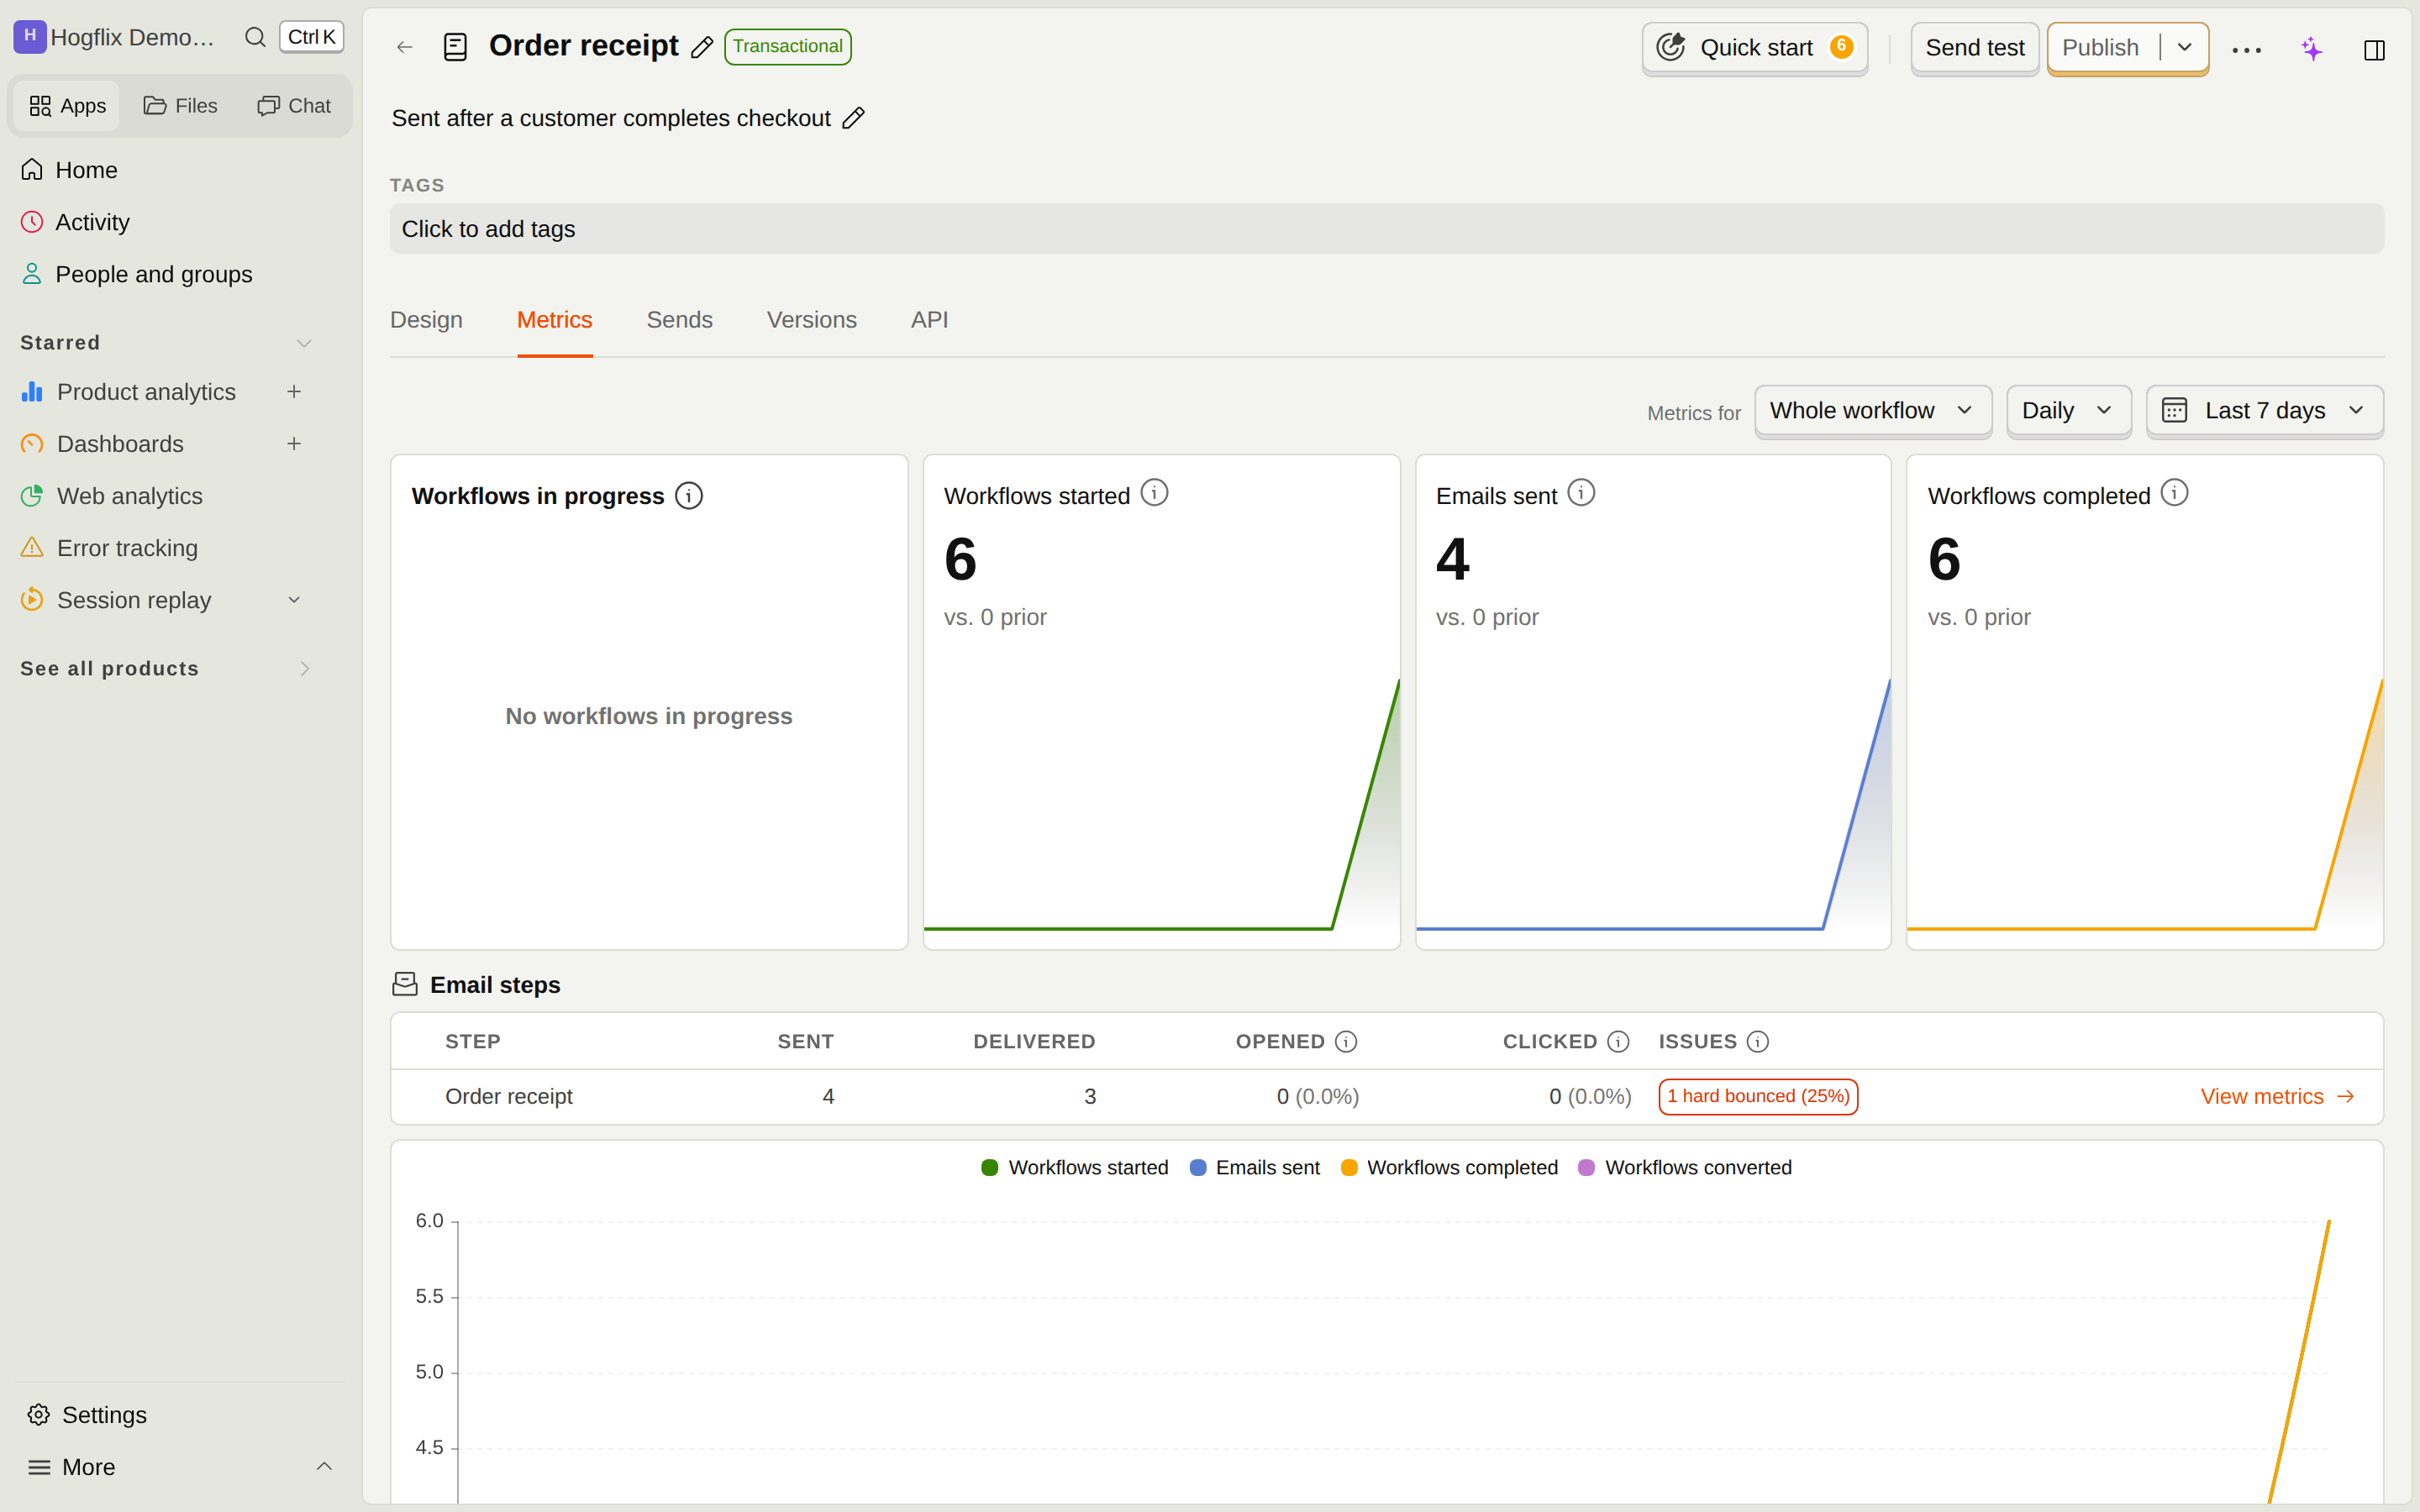 H Hogflix Demo… Ctrl K
Apps Files Chat
Home
Activity
People and groups
Starred
Product analytics
Dashboards
Web analytics
Error tracking
Session replay
See all products
Settings
More
Order receipt Transactional
Quick start 6 Send test Publish
Sent after a customer completes checkout
TAGS
Click to add tags
Design Metrics Sends Versions API
Metrics for Whole workflow Daily Last 7 days
Workflows in progress
No workflows in progress
Workflows started
6
vs. 0 prior
Emails sent
4
vs. 0 prior
Workflows completed
6
vs. 0 prior
Email steps
STEP SENT DELIVERED OPENED CLICKED ISSUES
Order receipt 4 3 0 (0.0%) 0 (0.0%) 1 hard bounced (25%) View metrics
Workflows started Emails sent Workflows completed Workflows converted
6.0
5.5
5.0
4.5